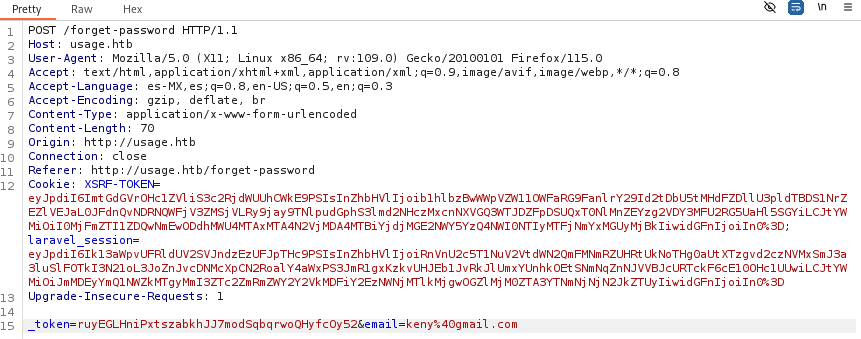 Pretty Raw Hex \n
1 POST /forget-password HTTP/1.1
2 Host: usage.htb
3 User-Agent: Mozilla/5.0 (X11; Linux x86_64; rv:109.0) Gecko/20100101 Firefox/115.0
4 Accept: text/html,application/xhtml+xml,application/xml;q=0.9,image/avif,image/webp,*/*;q=0.8
5 Accept-Language: es-MX,es;q=0.8,en-US;q=0.5,en;q=0.3
6 Accept-Encoding: gzip, deflate, br
7 Content-Type: application/x-www-form-urlencoded
8 Content-Length: 70
9 Origin: http://usage.htb
10 Connection: close
11 Referer: http://usage.htb/forget-password
12 Cookie: XSRF-TOKEN=
laravel_session=
13 Upgrade-Insecure-Requests: 1
14
15 _token=ruyEGLHniPxtszabkhJJ7modSqbqrwoQHyfcOy52&email=keny%40gmail.com